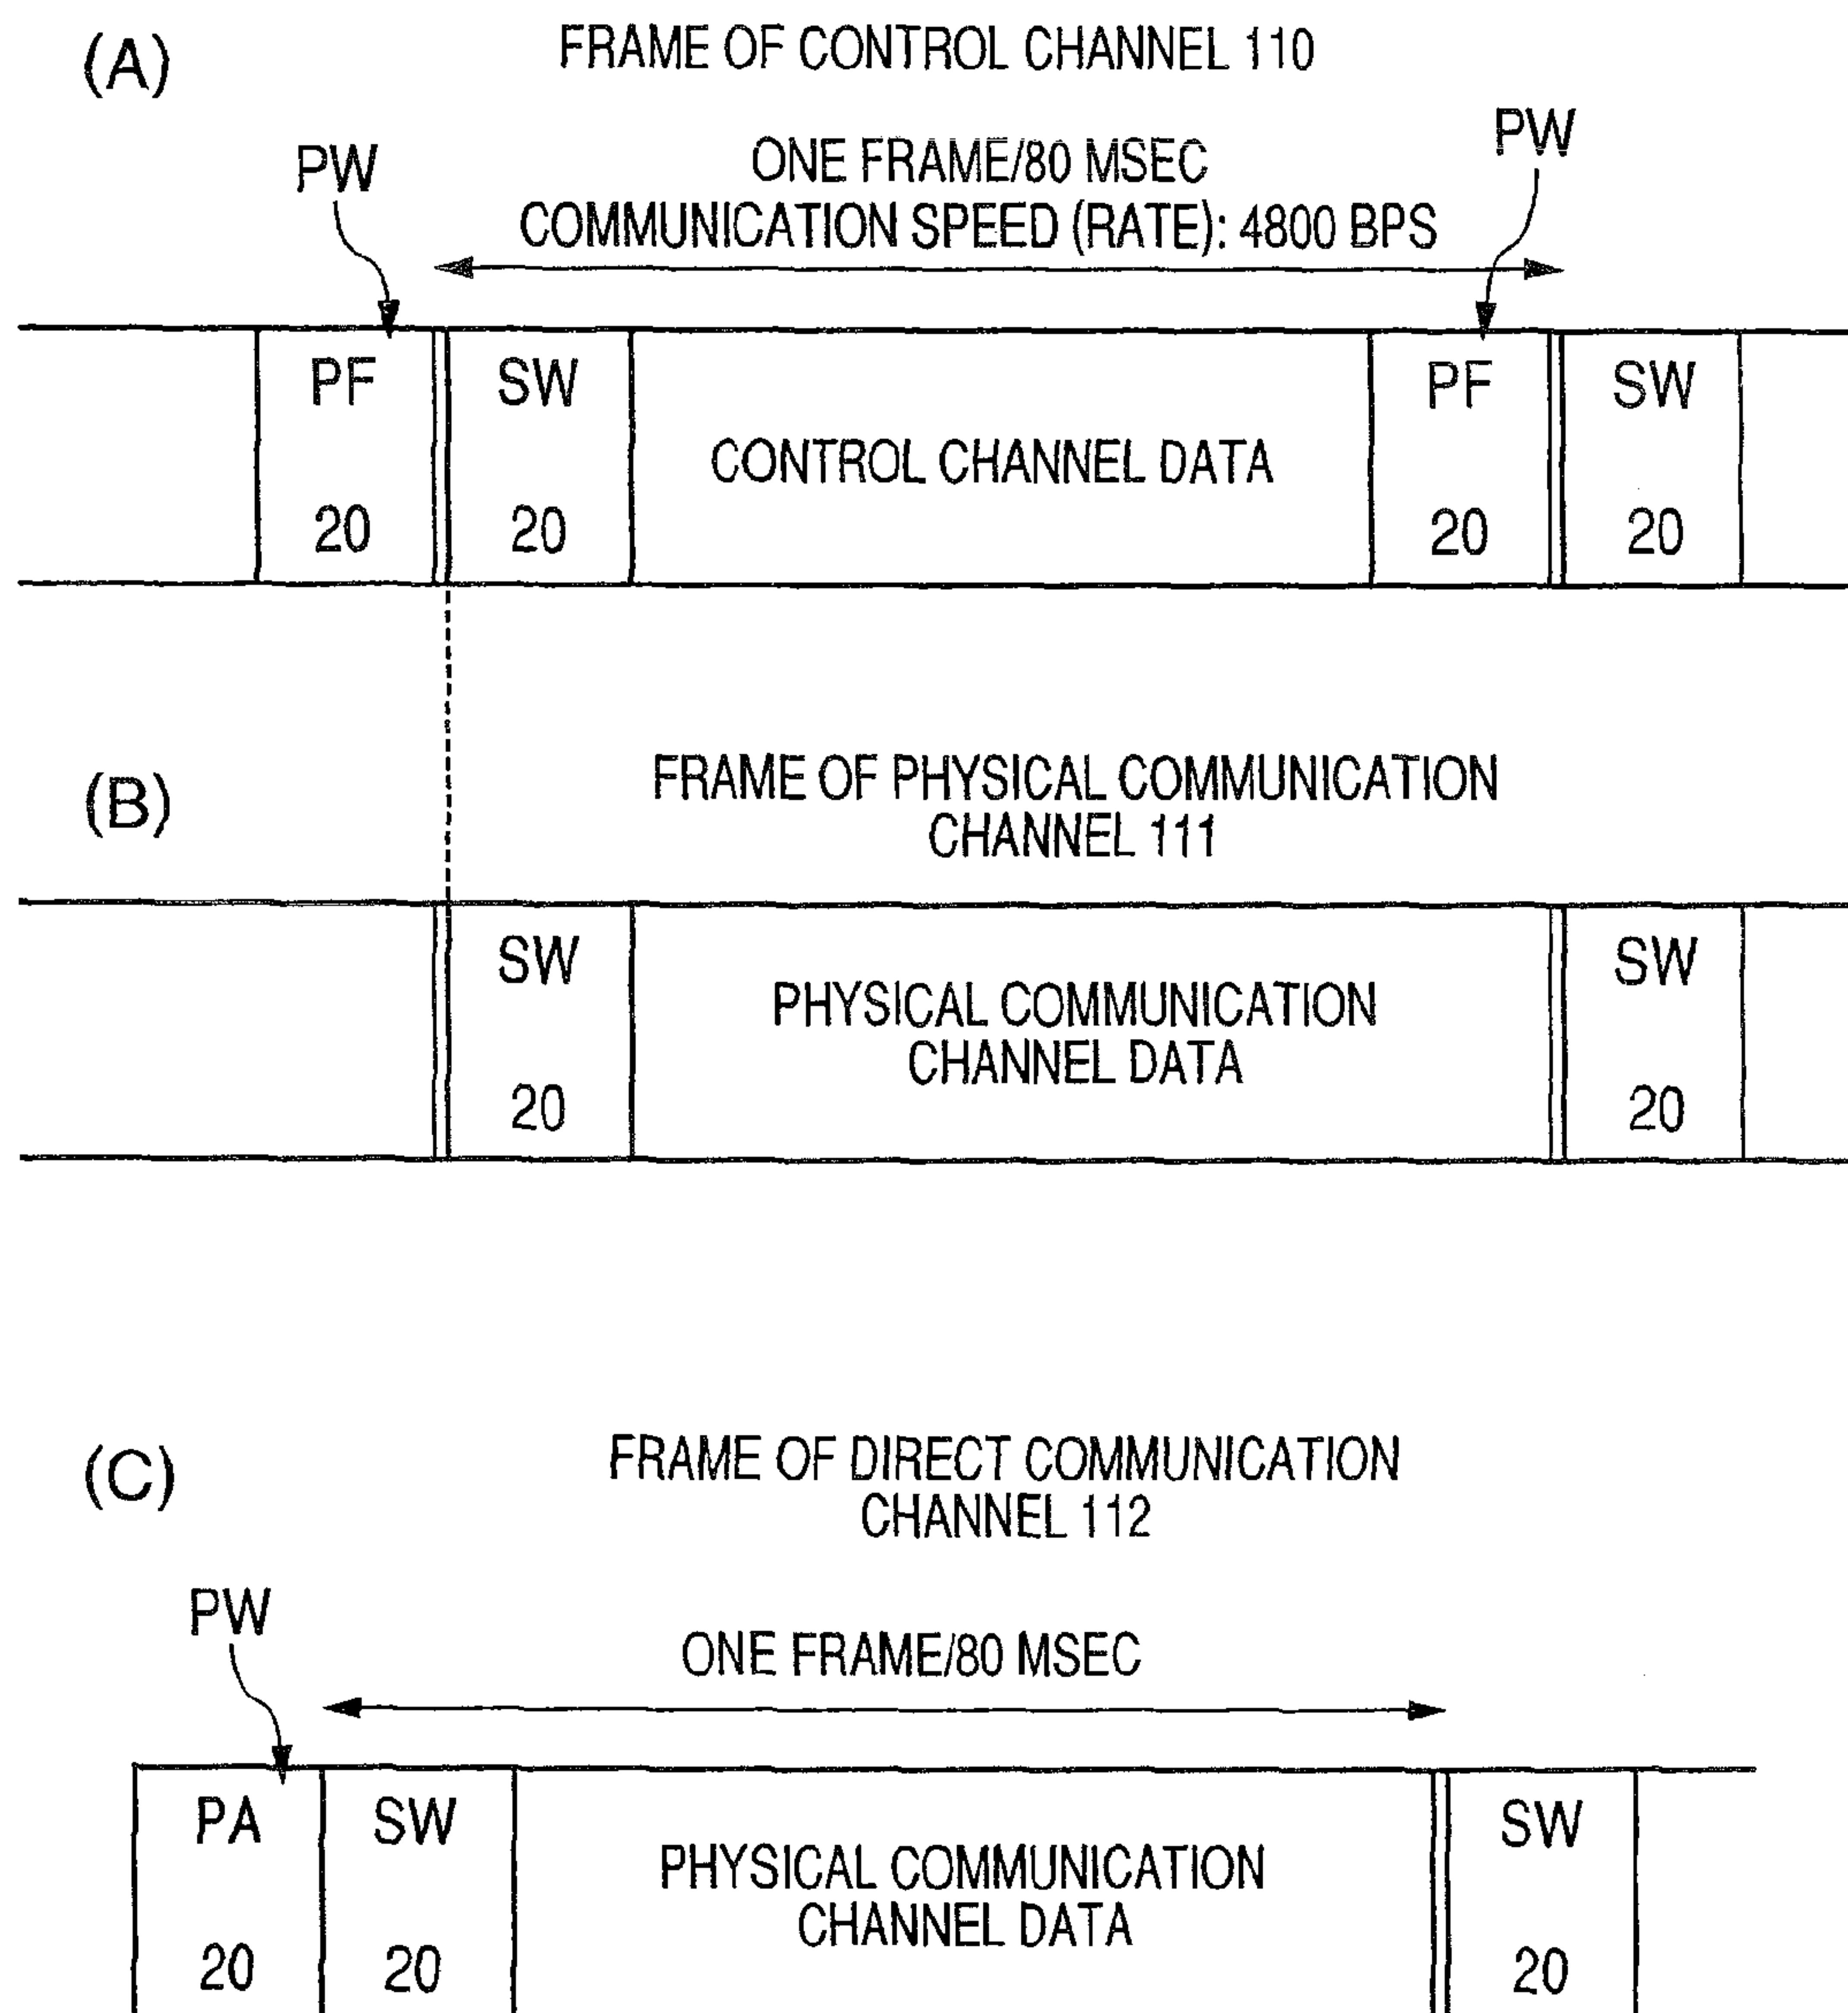 (A)
FRAME OF CONTROL CHANNEL 110
PW
ONE FRAME/80 MSEC
COMMUNICATION SPEED (RATE): 4800 BPS
PW
PF
SW
CONTROL CHANNEL DATA
PF
SW
20
20
20
20
(B)
FRAME OF PHYSICAL COMMUNICATION
CHANNEL 111
SW
PHYSICAL COMMUNICATION
CHANNEL DATA
SW
20
20
(C)
FRAME OF DIRECT COMMUNICATION
CHANNEL 112
PW
ONE FRAME/80 MSEC
PA
SW
PHYSICAL COMMUNICATION
CHANNEL DATA
SW
20
20
20